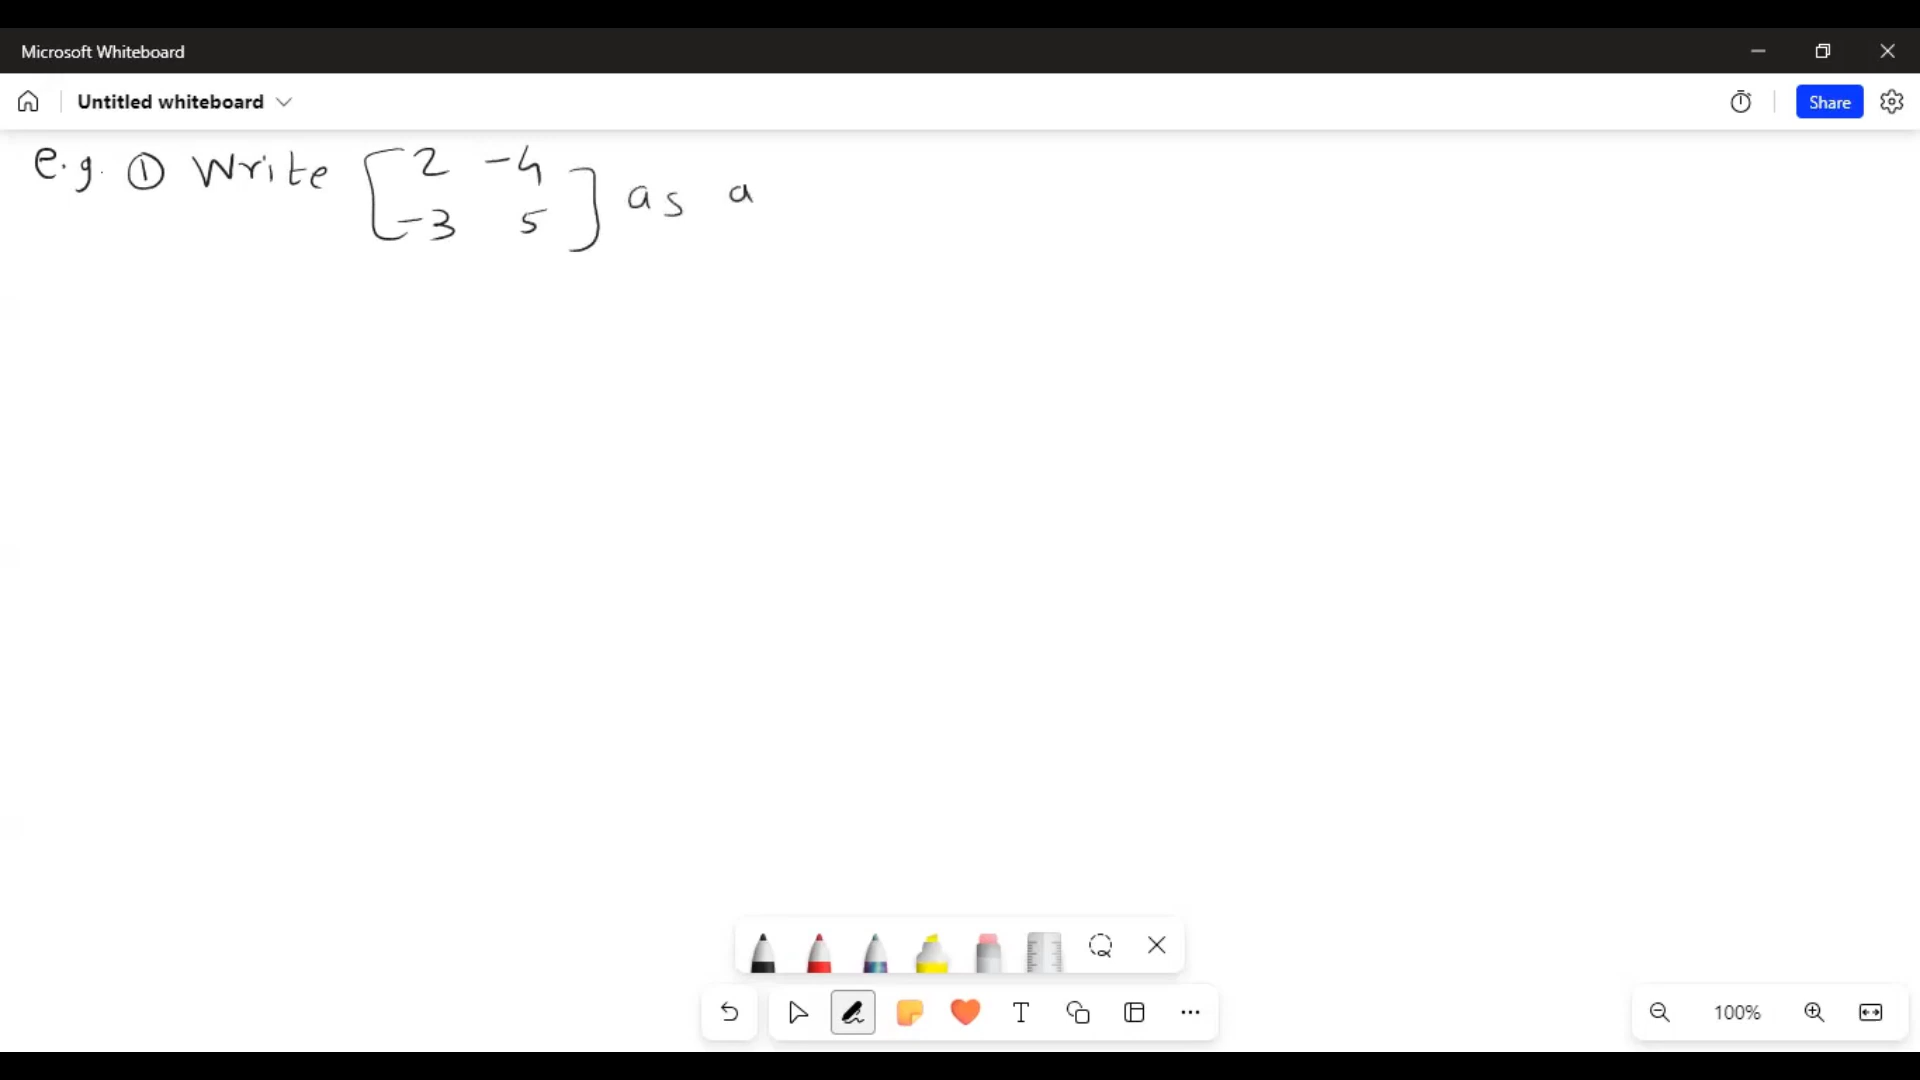 Microsoft Whiteboard
Untitled whiteboard
Share
e.g. ① Write [ 2 -4
-3 5 ] as a
100%